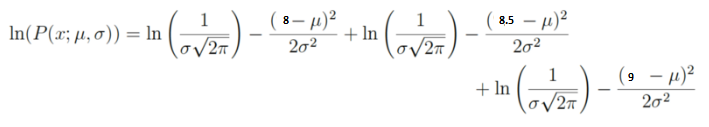 ln(P(x; μ, σ)) = ln(1/(σ√2π)) − (8 − μ)²/2σ² + ln(1/(σ√2π)) − (8.5 − μ)²/2σ²
+ ln(1/(σ√2π)) − (9 − μ)²/2σ²